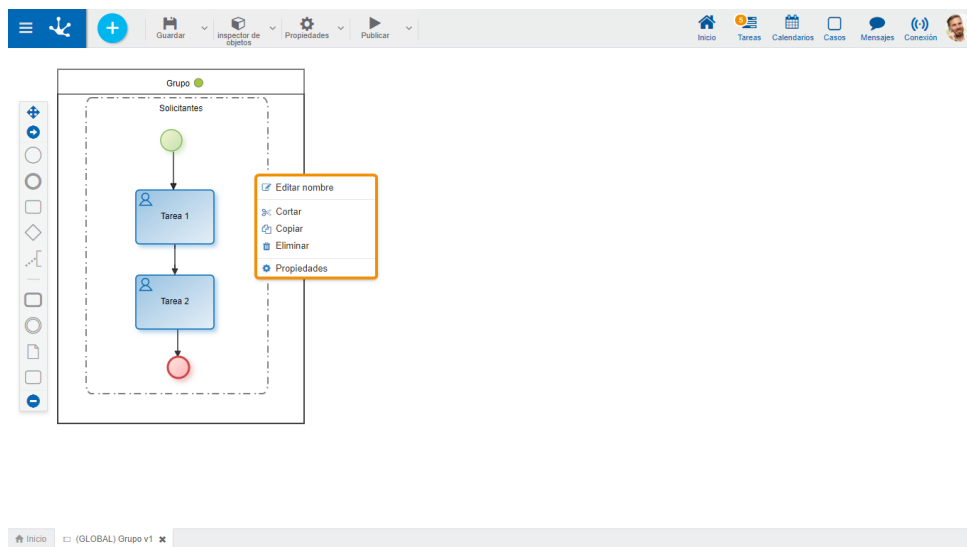 Guardar
inspector de
objetos
Propiedades
Publicar
Inicio
5
Tareas
Calendarios
Casos
Mensajes
Conexión
Grupo
Solicitantes
Tarea 1
Tarea 2
Editar nombre
Cortar
Copiar
Eliminar
Propiedades
Inicio
(GLOBAL) Grupo v1